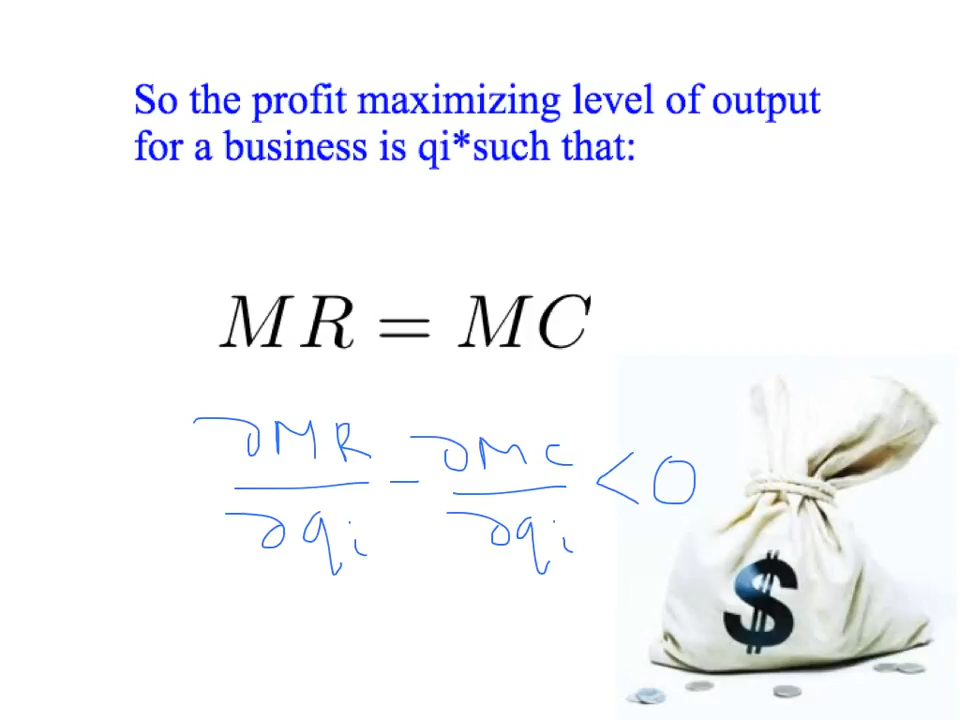 So the profit maximizing level of output
for a business is qi*such that:
MR = MC
∂MR/∂qi - ∂MC/∂qi < 0
$